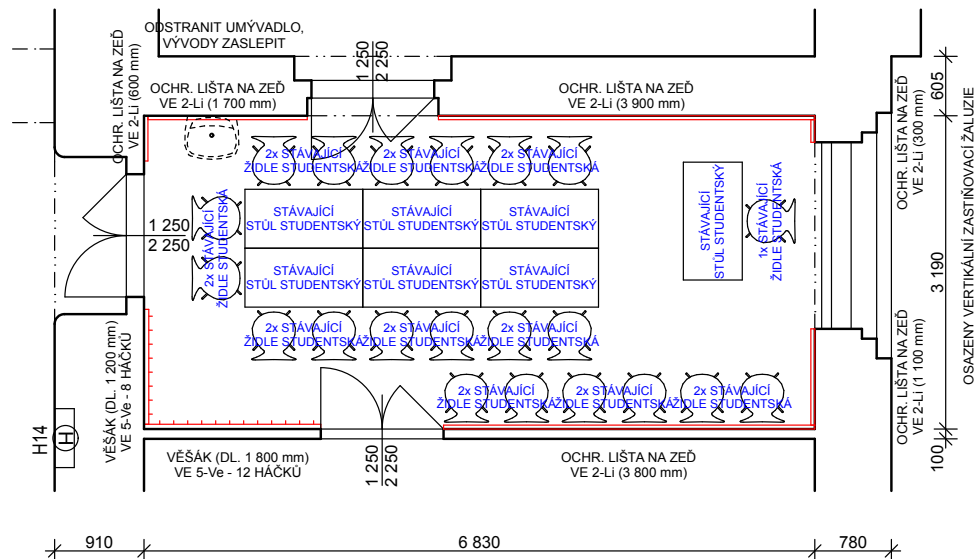 ODSTRANIT UMÝVADLO,
VÝVODY ZASLEPIT
OCHR. LIŠTA NA ZEĎ
VE 2-Li (600 mm)
OCHR. LIŠTA NA ZEĎ
VE 2-Li (1 700 mm)
1 250
2 250
OCHR. LIŠTA NA ZEĎ
VE 2-Li (3 900 mm)
OCHR. LIŠTA NA ZEĎ
VE 2-Li (300 mm)
605
2x STÁVAJÍCÍ
ŽIDLE STUDENTSKÁ
2x STÁVAJÍCÍ
ŽIDLE STUDENTSKÁ
2x STÁVAJÍCÍ
ŽIDLE STUDENTSKÁ
1 250
2 250
2x STÁVAJÍCÍ
ŽIDLE STUDENTSKÁ
STÁVAJÍCÍ
STŮL STUDENTSKÝ
STÁVAJÍCÍ
STŮL STUDENTSKÝ
STÁVAJÍCÍ
STŮL STUDENTSKÝ
STÁVAJÍCÍ
STŮL STUDENTSKÝ
STÁVAJÍCÍ
STŮL STUDENTSKÝ
STÁVAJÍCÍ
STŮL STUDENTSKÝ
STÁVAJÍCÍ
STŮL STUDENTSKÝ
1x STÁVAJÍCÍ
ŽIDLE STUDENTSKÁ
3 190
OSAZENY VERTIKÁLNÍ ZASTIŇOVACÍ ŽALUZIE
2x STÁVAJÍCÍ
ŽIDLE STUDENTSKÁ
2x STÁVAJÍCÍ
ŽIDLE STUDENTSKÁ
2x STÁVAJÍCÍ
ŽIDLE STUDENTSKÁ
2x STÁVAJÍCÍ
ŽIDLE STUDENTSKÁ
2x STÁVAJÍCÍ
ŽIDLE STUDENTSKÁ
2x STÁVAJÍCÍ
ŽIDLE STUDENTSKÁ
OCHR. LIŠTA NA ZEĎ
VE 2-Li (1 100 mm)
H14
H
VĚŠÁK (DL. 1 200 mm)
VE 5-Ve - 8 HÁČKŮ
VĚŠÁK (DL. 1 800 mm)
VE 5-Ve - 12 HÁČKŮ
1 250
2 250
OCHR. LIŠTA NA ZEĎ
VE 2-Li (3 800 mm)
100
910
6 830
780